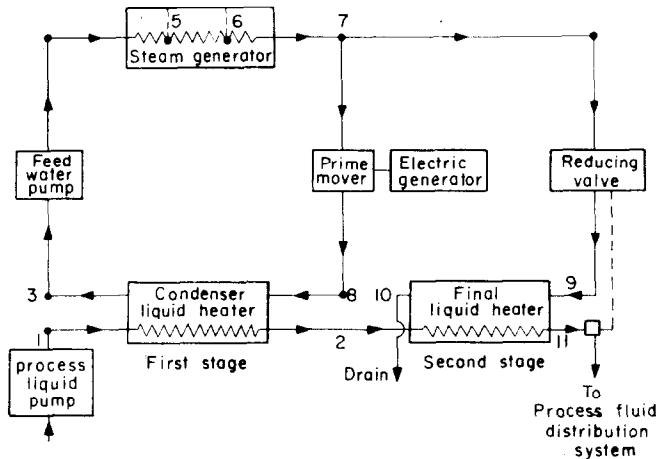 5 6 7
Steam generator
Feed
water
pump
Prime
mover
Electric
generator
Reducing
valve
3
Condenser
liquid heater
8
10
Final
liquid heater
9
1
2
11
First stage
Second stage
process
liquid
pump
Drain
To
Process fluid
distribution
system